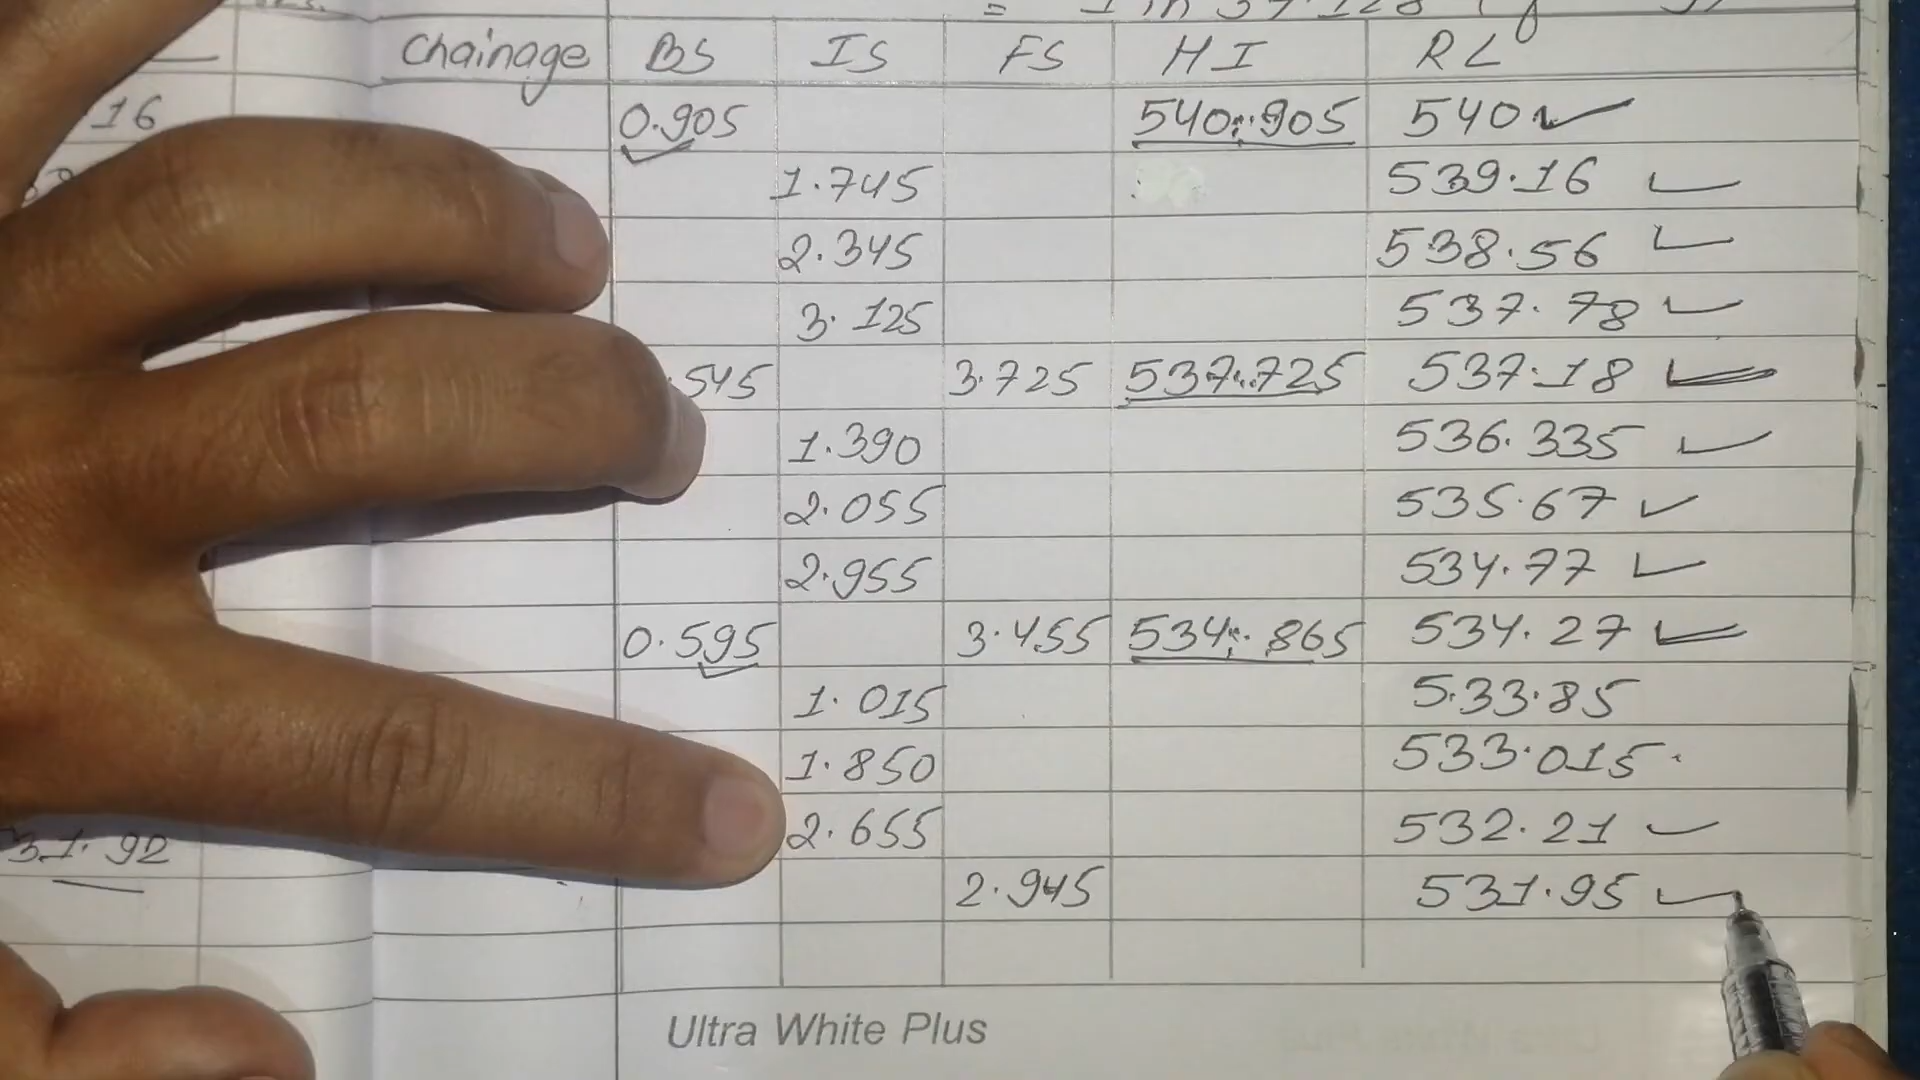 Chainage BS IS FS HI RL
16 0.905 540.905 540
1.745 539.16
2.345 538.56
3.125 537.78
.545 3.725 537.725 537.18
1.390 536.335
2.055 535.67
2.955 534.77
0.595 3.455 534.865 534.27
1.015 533.85
1.850 533.015
2.655 532.21
31.92 2.945 531.95
Ultra White Plus